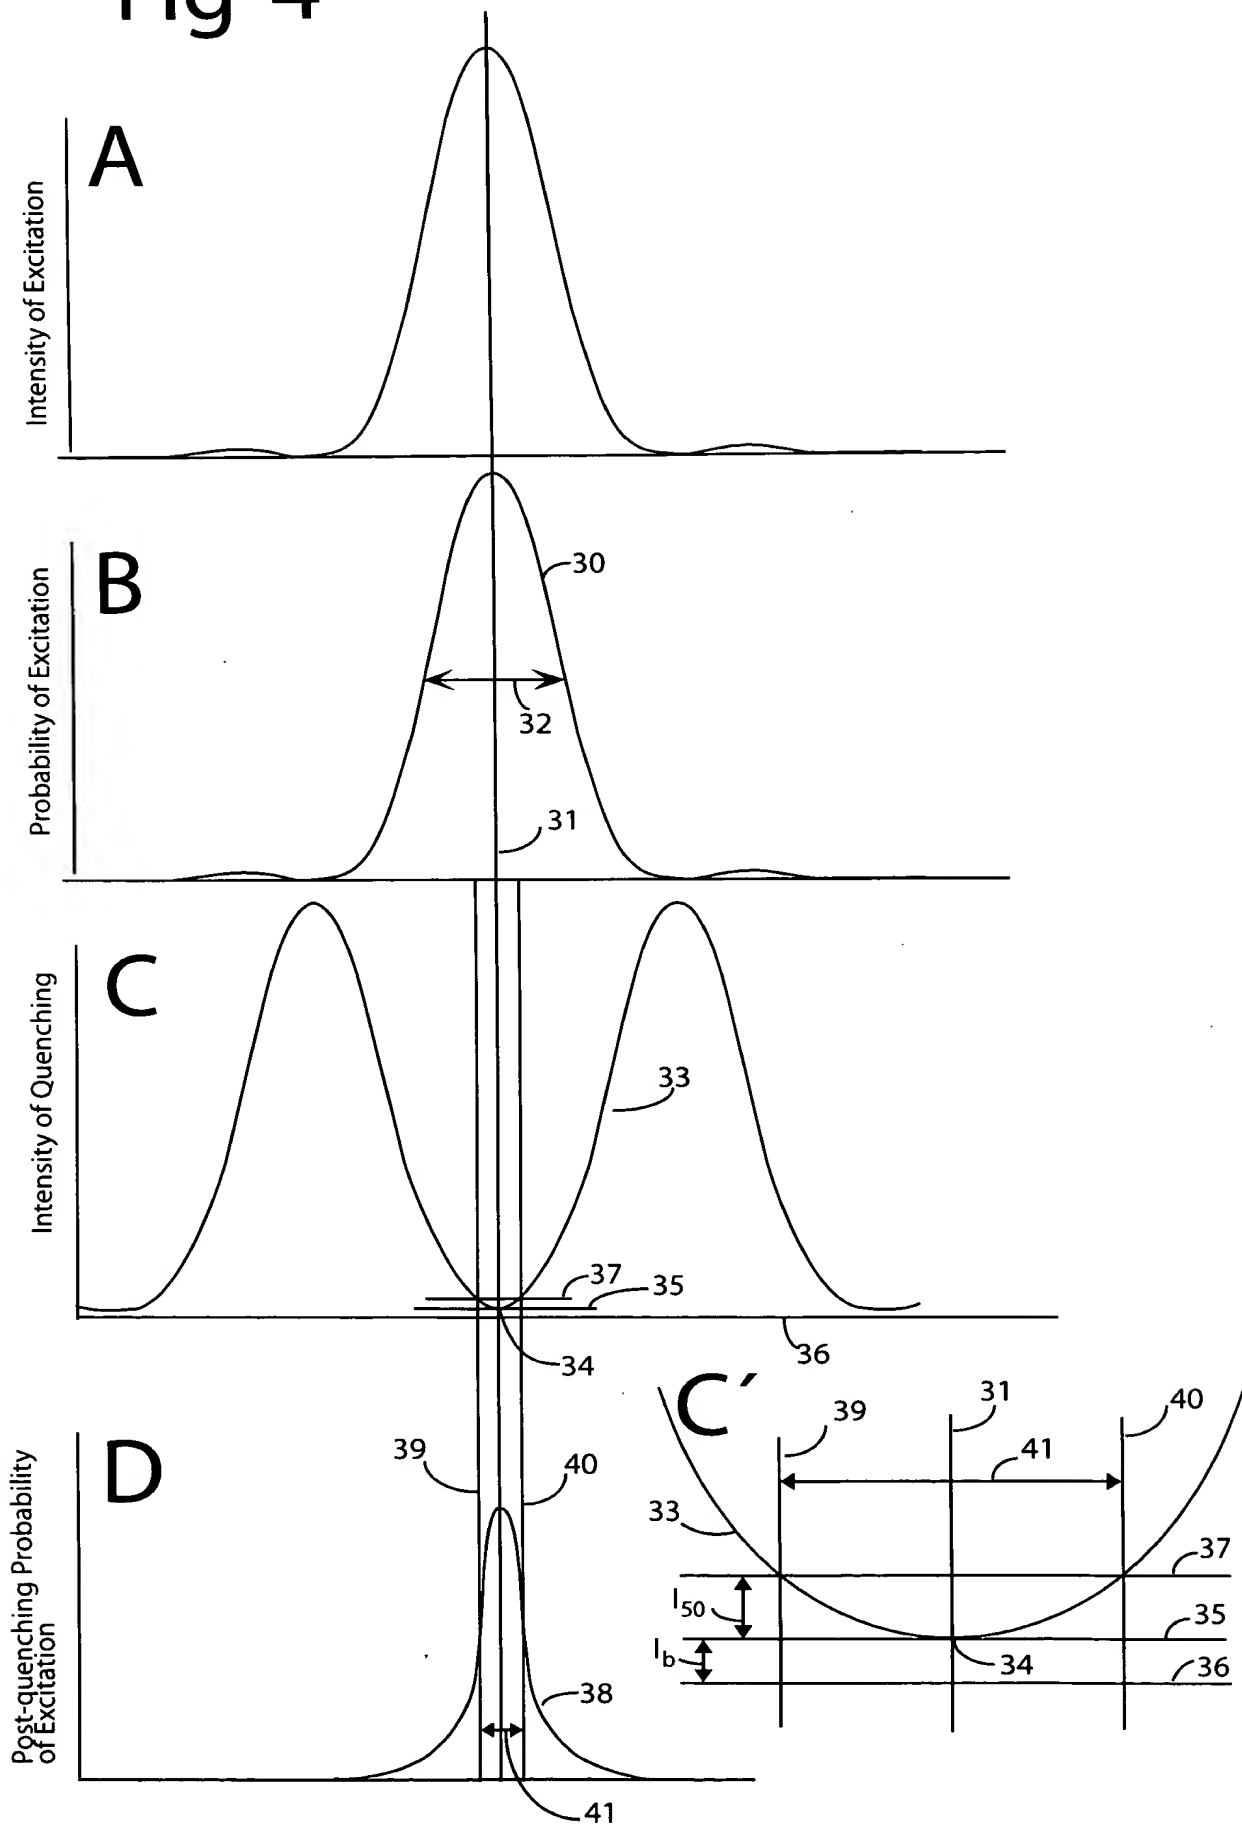 Fig 4
A
Intensity of Excitation
B
Probability of Excitation
30
32
31
C
Intensity of Quenching
33
37
35
34
36
D
Post-quenching Probability
of Excitation
39
40
38
41
C´
39
31
40
41
33
37
I50
35
Ib
34
36